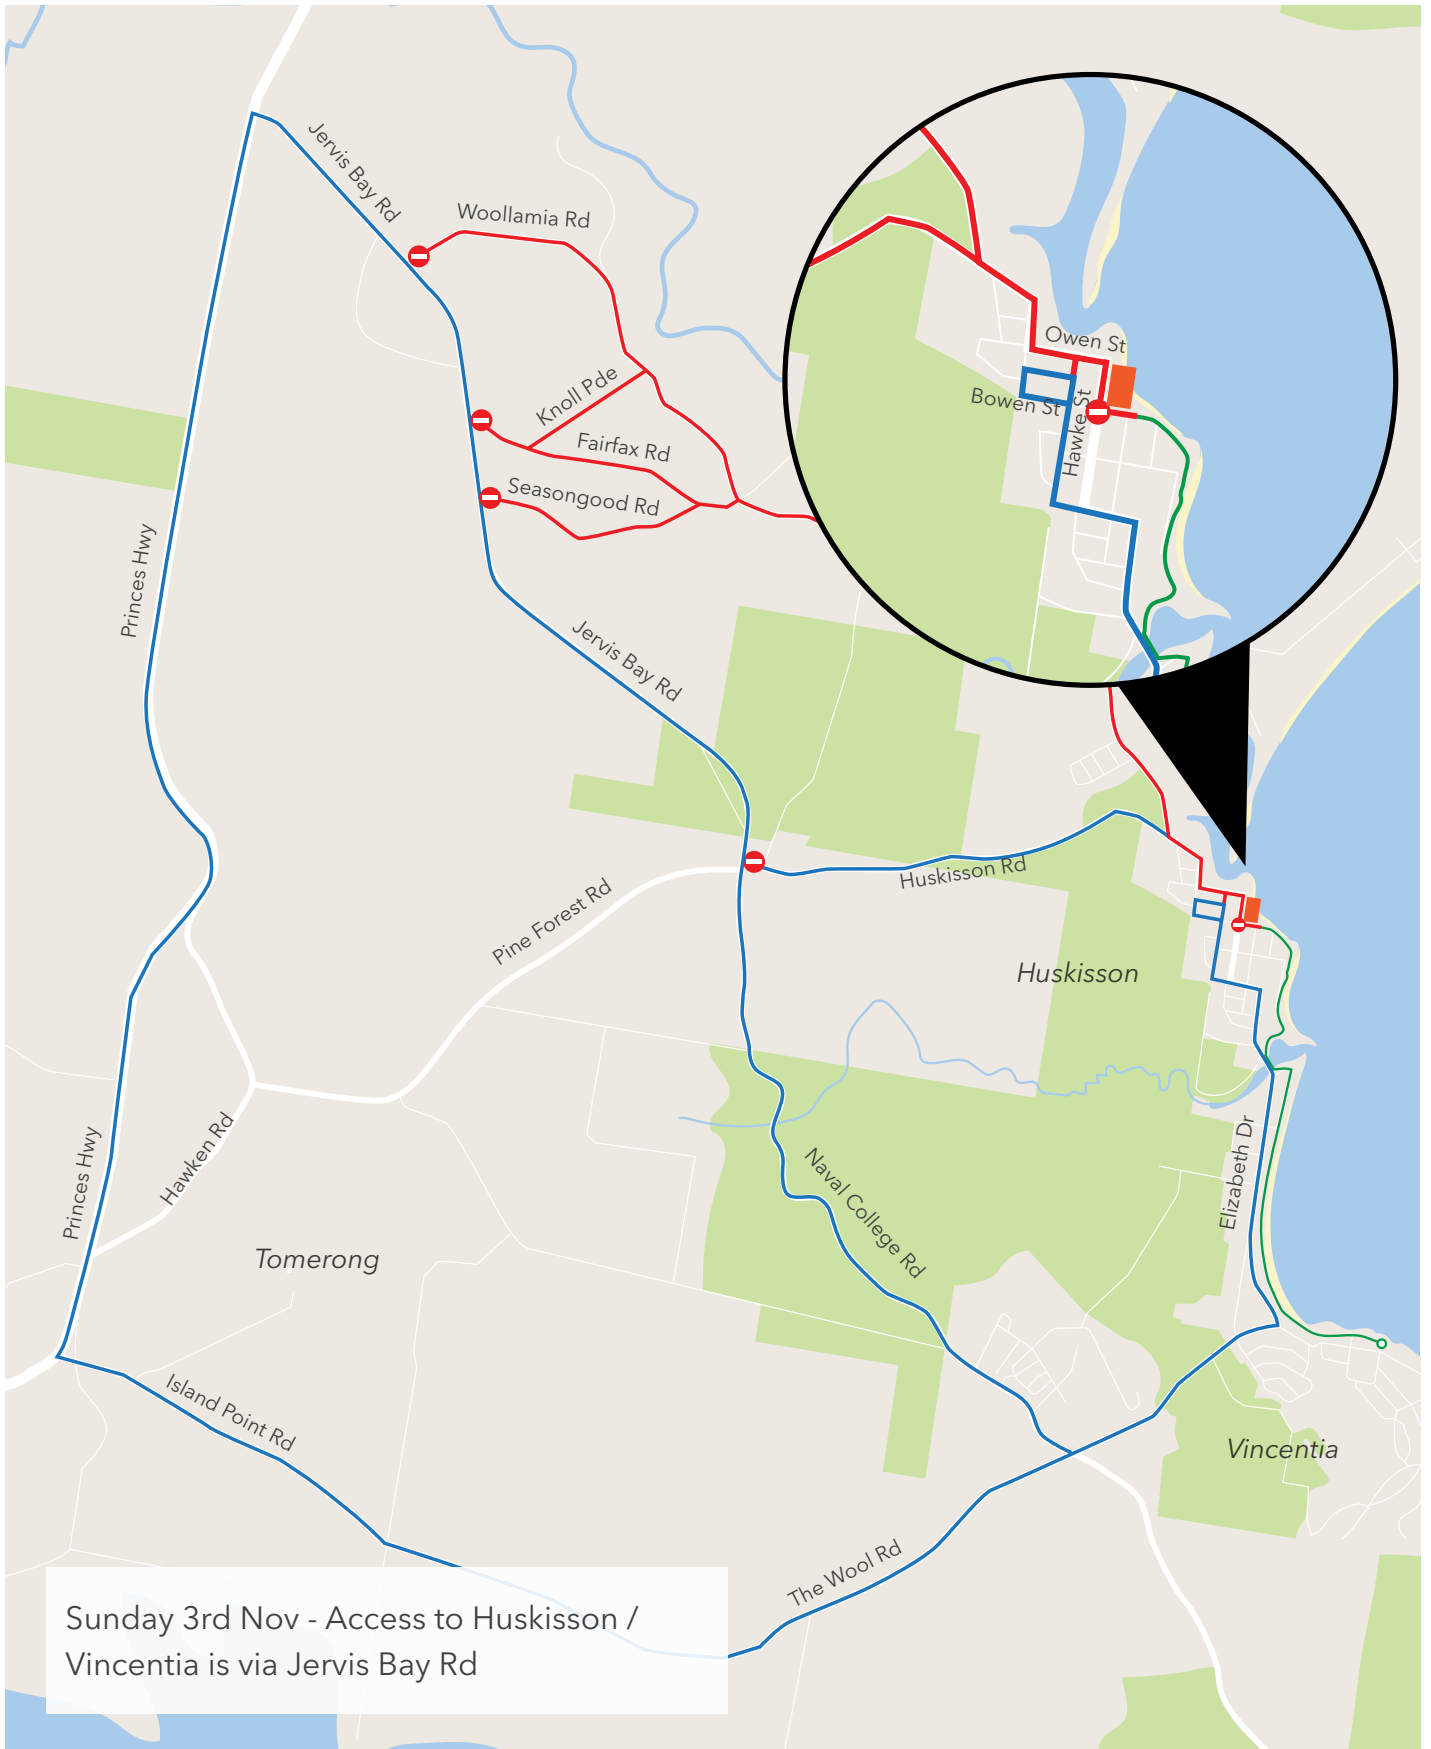 Jervis Bay Rd
Woollamia Rd
Owen St
Knoll Pde
Bowen St
Hawke St
Fairfax Rd
Seasongood Rd
Princes Hwy
Jervis Bay Rd
Huskisson Rd
Pine Forest Rd
Huskisson
Hawken Rd
Princes Hwy
Elizabeth Dr
Naval College Rd
Tomerong
Island Point Rd
Vincentia
The Wool Rd
Sunday 3rd Nov - Access to Huskisson /
Vincentia is via Jervis Bay Rd